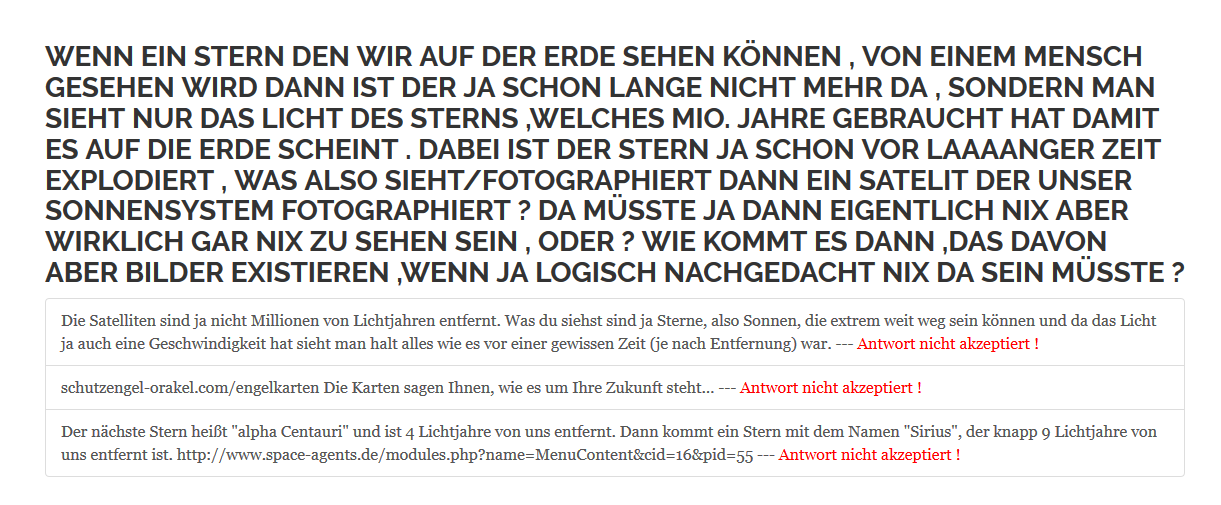 WENN EIN STERN DEN WIR AUF DER ERDE SEHEN KÖNNEN , VON EINEM MENSCH
GESEHEN WIRD DANN IST DER JA SCHON LANGE NICHT MEHR DA , SONDERN MAN
SIEHT NUR DAS LICHT DES STERNS ,WELCHES MIO. JAHRE GEBRAUCHT HAT DAMIT
ES AUF DIE ERDE SCHEINT . DABEI IST DER STERN JA SCHON VOR LAAAANGER ZEIT
EXPLODIERT , WAS ALSO SIEHT/FOTOGRAPHIERT DANN EIN SATELIT DER UNSER
SONNENSYSTEM FOTOGRAPHIERT ? DA MÜSSTE JA DANN EIGENTLICH NIX ABER
WIRKLICH GAR NIX ZU SEHEN SEIN , ODER ? WIE KOMMT ES DANN ,DAS DAVON
ABER BILDER EXISTIEREN ,WENN JA LOGISCH NACHGEDACHT NIX DA SEIN MÜSSTE ?
Die Satelliten sind ja nicht Millionen von Lichtjahren entfernt. Was du siehst sind ja Sterne, also Sonnen, die extrem weit weg sein können und da das Licht
ja auch eine Geschwindigkeit hat sieht man halt alles wie es vor einer gewissen Zeit (je nach Entfernung) war. --- Antwort nicht akzeptiert !
schutzengel-orakel.com/engelkarten Die Karten sagen Ihnen, wie es um Ihre Zukunft steht... --- Antwort nicht akzeptiert !
Der nächste Stern heißt "alpha Centauri" und ist 4 Lichtjahre von uns entfernt. Dann kommt ein Stern mit dem Namen "Sirius", der knapp 9 Lichtjahre von
uns entfernt ist. http://www.space-agents.de/modules.php?name=MenuContent&cid=16&pid=55 --- Antwort nicht akzeptiert !